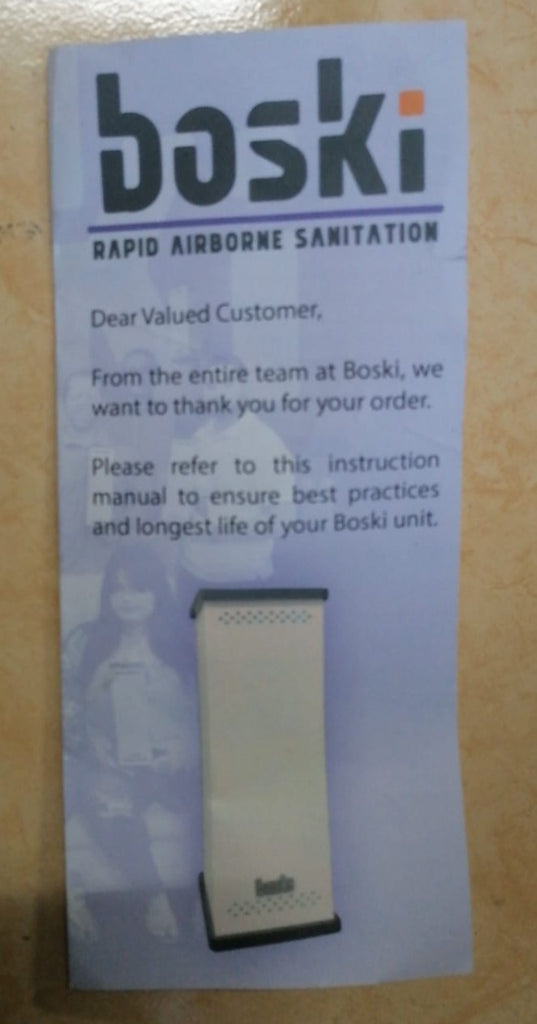 boski
RAPID AIRBORNE SANITATION
Dear Valued Customer,
From the entire team at Boski, we
want to thank you for your order.
Please refer to this instruction
manual to ensure best practices
and longest life of your Boski unit.
boski